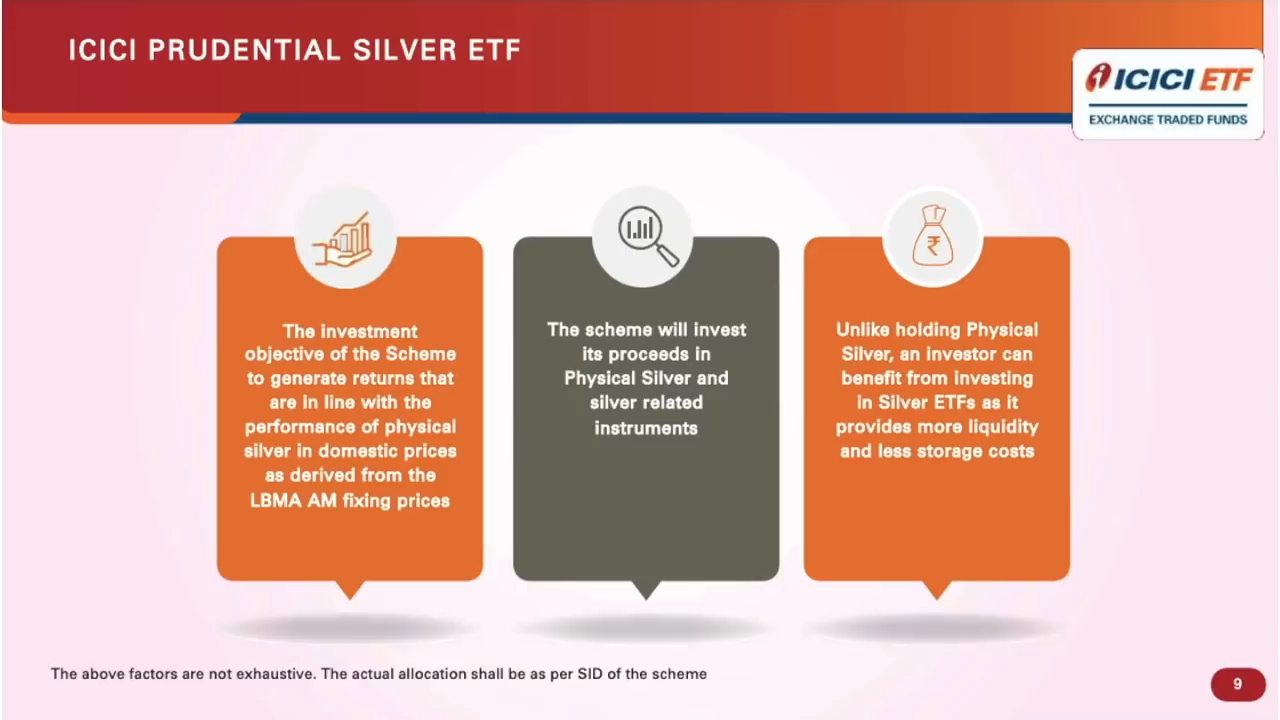 ICICI PRUDENTIAL SILVER ETF
ICICI ETF
EXCHANGE TRADED FUNDS
The investment
objective of the Scheme
to generate returns that
are in line with the
performance of physical
silver in domestic prices
as derived from the
LBMA AM fixing prices
The scheme will invest
its proceeds in
Physical Silver and
silver related
instruments
₹
Unlike holding Physical
Silver, an investor can
benefit from investing
in Silver ETFs as it
provides more liquidity
and less storage costs
The above factors are not exhaustive. The actual allocation shall be as per SID of the scheme
9